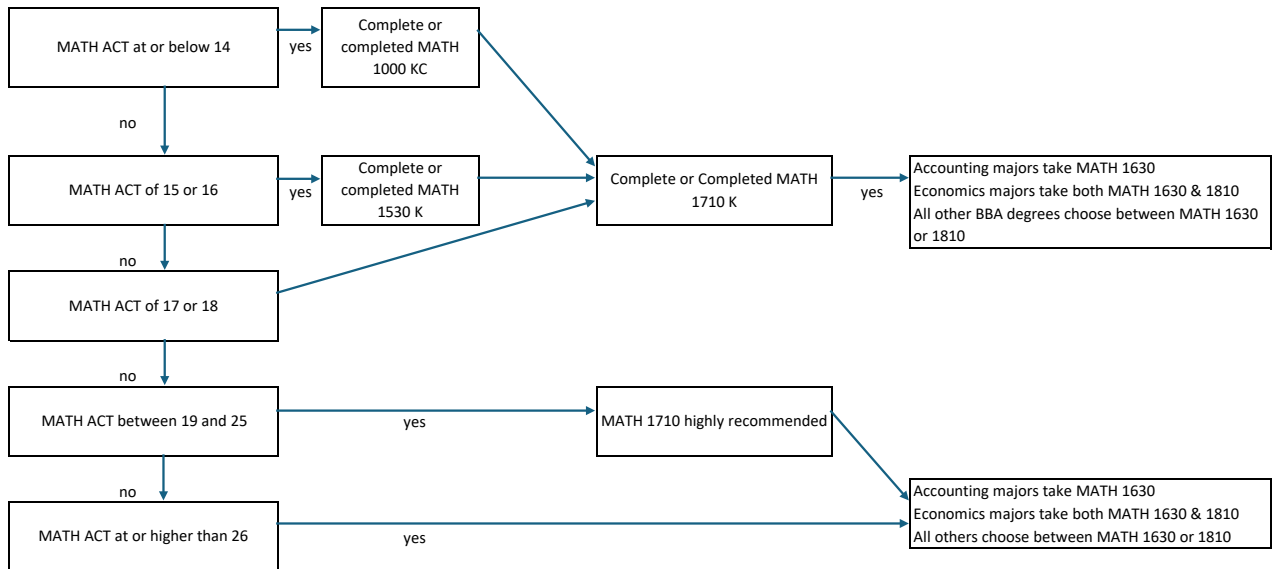 MATH ACT at or below 14
yes
Complete or
completed MATH
1000 KC
no
MATH ACT of 15 or 16
yes
Complete or
completed MATH
1530 K
Complete or Completed MATH
1710 K
yes
Accounting majors take MATH 1630
Economics majors take both MATH 1630 & 1810
All other BBA degrees choose between MATH 1630
or 1810
no
MATH ACT of 17 or 18
no
MATH ACT between 19 and 25
yes
MATH 1710 highly recommended
no
MATH ACT at or higher than 26
yes
Accounting majors take MATH 1630
Economics majors take both MATH 1630 & 1810
All others choose between MATH 1630 or 1810